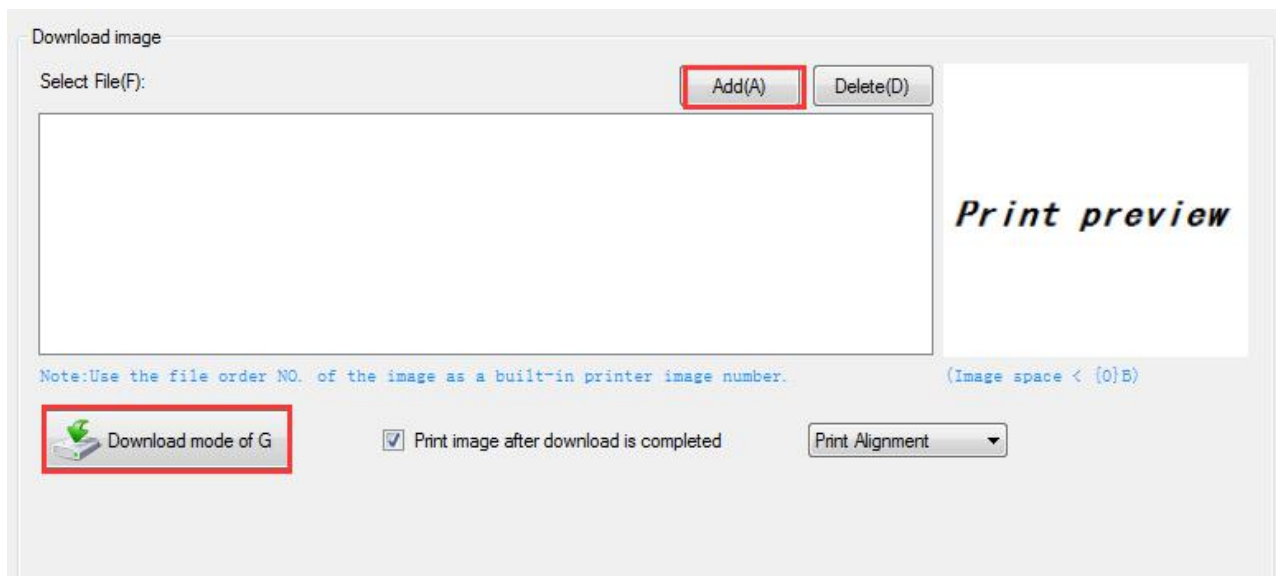 Download image
Select File(F):
Add(A)
Delete(D)
Print preview
Note:Use the file order NO. of the image as a built-in printer image number.
(Image space < {0}B)
Download mode of G
Print image after download is completed
Print Alignment